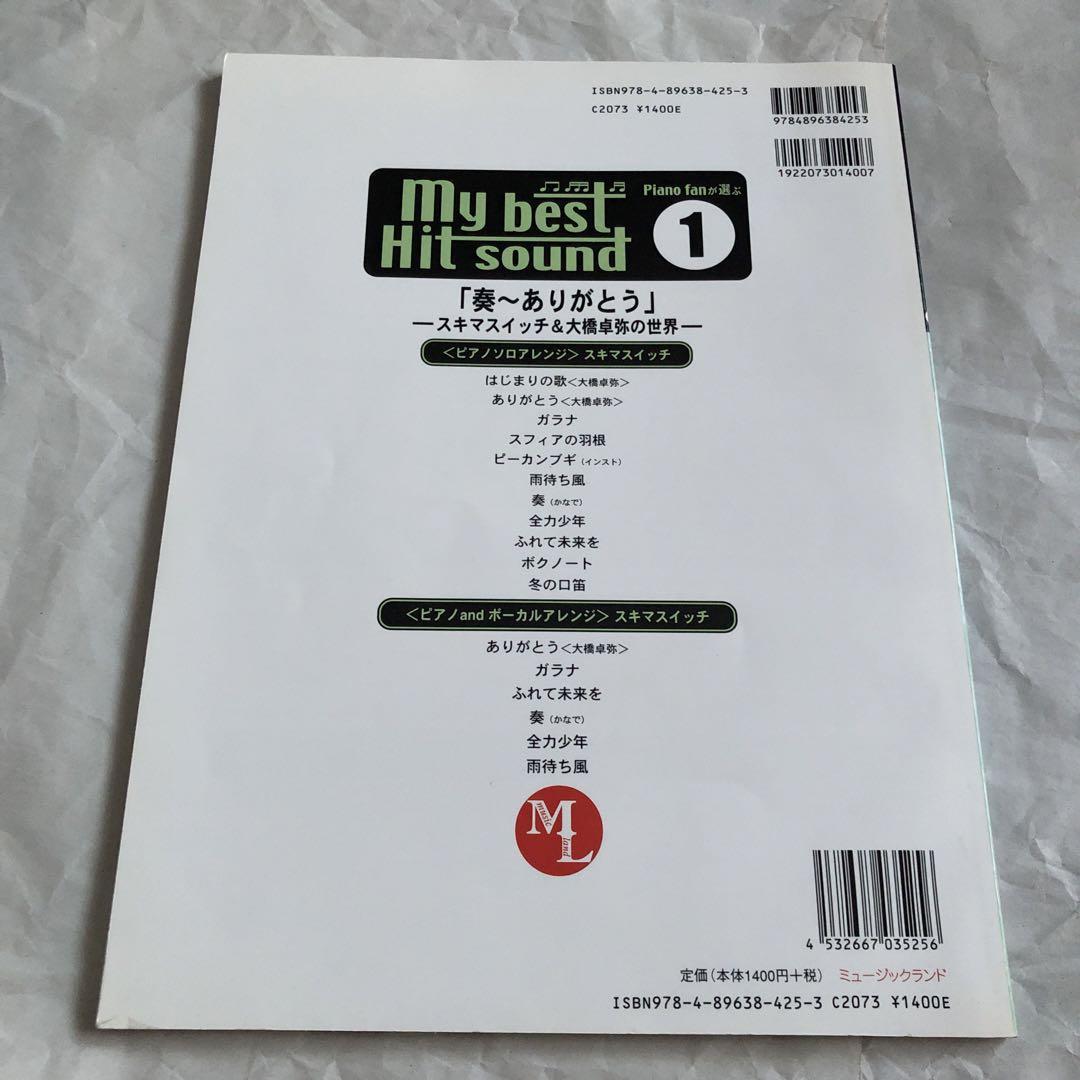 ISBN978-4-89638-425-3
C2073 ¥1400E
9784896384253
1922073014007
my best
Hit sound
Piano fanが選ぶ
1
「奏～ありがとう」
―スキマスイッチ&大橋卓弥の世界―
＜ピアノソロアレンジ＞ スキマスイッチ
はじまりの歌＜大橋卓弥＞
ありがとう＜大橋卓弥＞
ガラナ
スフィアの羽根
ピーカンブギ（インスト）
雨待ち風
奏（かなで）
全力少年
ふれて未来を
ボクノート
冬の口笛
＜ピアノand ボーカルアレンジ＞ スキマスイッチ
ありがとう＜大橋卓弥＞
ガラナ
ふれて未来を
奏（かなで）
全力少年
雨待ち風
M music
L land
4 532667 035256
定価（本体1400円+税） ミュージックランド
ISBN978-4-89638-425-3 C2073 ¥1400E